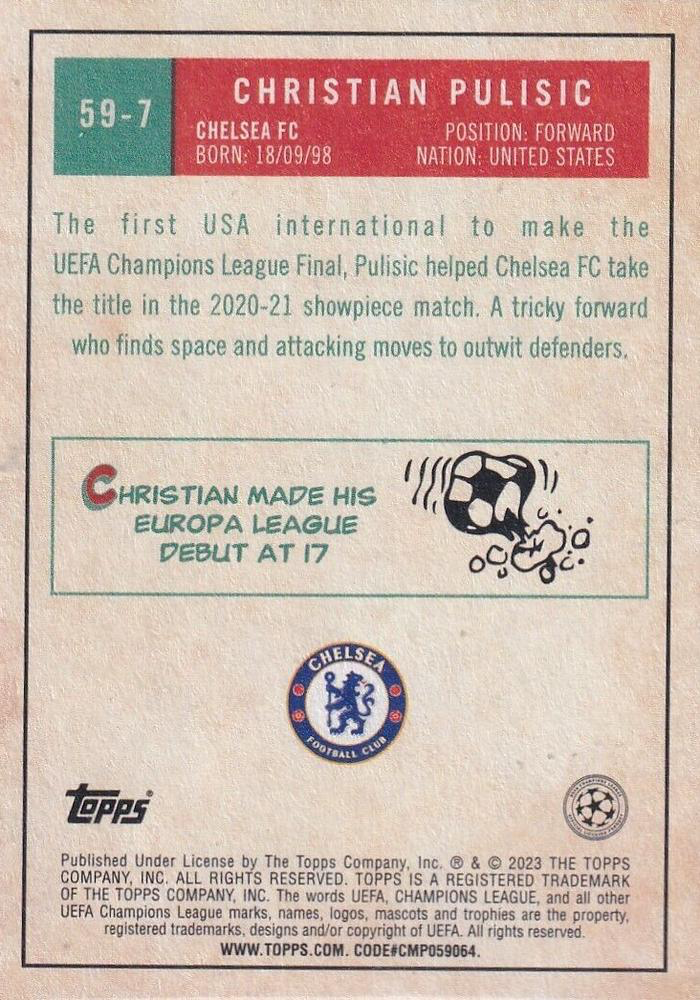 59-7
CHRISTIAN PULISIC
CHELSEA FC
POSITION: FORWARD
BORN: 18/09/98
NATION: UNITED STATES
The first USA international to make the
UEFA Champions League Final, Pulisic helped Chelsea FC take
the title in the 2020-21 showpiece match. A tricky forward
who finds space and attacking moves to outwit defenders.
CHRISTIAN MADE HIS
EUROPA LEAGUE
DEBUT AT 17
CHELSEA
FOOTBALL CLUB
topps®
Published Under License by The Topps Company, Inc. ® & © 2023 THE TOPPS
COMPANY, INC. ALL RIGHTS RESERVED. TOPPS IS A REGISTERED TRADEMARK
OF THE TOPPS COMPANY, INC. The words UEFA, CHAMPIONS LEAGUE, and all other
UEFA Champions League marks, names, logos, mascots and trophies are the property,
registered trademarks, designs and/or copyright of UEFA. All rights reserved.
WWW.TOPPS.COM. CODE#CMP059064.